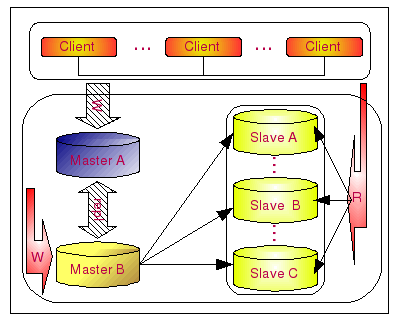 Client ... Client ... Client
Master A
Slave A
Slave B
R
W
Master B
Slave C